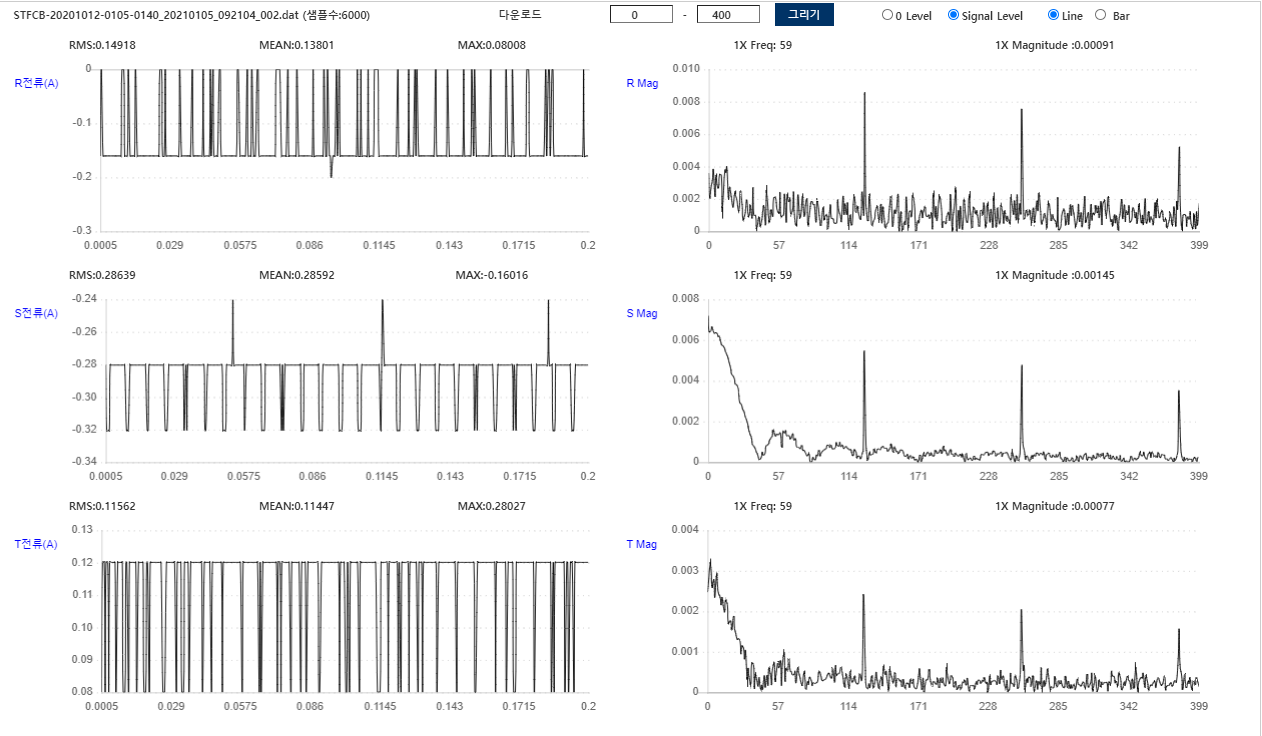 STFCB-20201012-0105-0140_20210105_092104_002.dat (샘플수:6000) 다운로드 0 - 400 그리기 0 Level Signal Level Line Bar
RMS:0.14918 MEAN:0.13801 MAX:0.08008 1X Freq: 59 1X Magnitude :0.00091
R전류(A)
0
-0.1
-0.2
-0.3
0.0005 0.029 0.0575 0.086 0.1145 0.143 0.1715 0.2
R Mag
0.010
0.008
0.006
0.004
0.002
0
0 57 114 171 228 285 342 399
RMS:0.28639 MEAN:0.28592 MAX:-0.16016 1X Freq: 59 1X Magnitude :0.00145
S전류(A)
-0.24
-0.26
-0.28
-0.30
-0.32
-0.34
0.0005 0.029 0.0575 0.086 0.1145 0.143 0.1715 0.2
S Mag
0.008
0.006
0.004
0.002
0
0 57 114 171 228 285 342 399
RMS:0.11562 MEAN:0.11447 MAX:0.28027 1X Freq: 59 1X Magnitude :0.00077
T전류(A)
0.13
0.12
0.11
0.10
0.09
0.08
0.0005 0.029 0.0575 0.086 0.1145 0.143 0.1715 0.2
T Mag
0.004
0.003
0.002
0.001
0
0 57 114 171 228 285 342 399